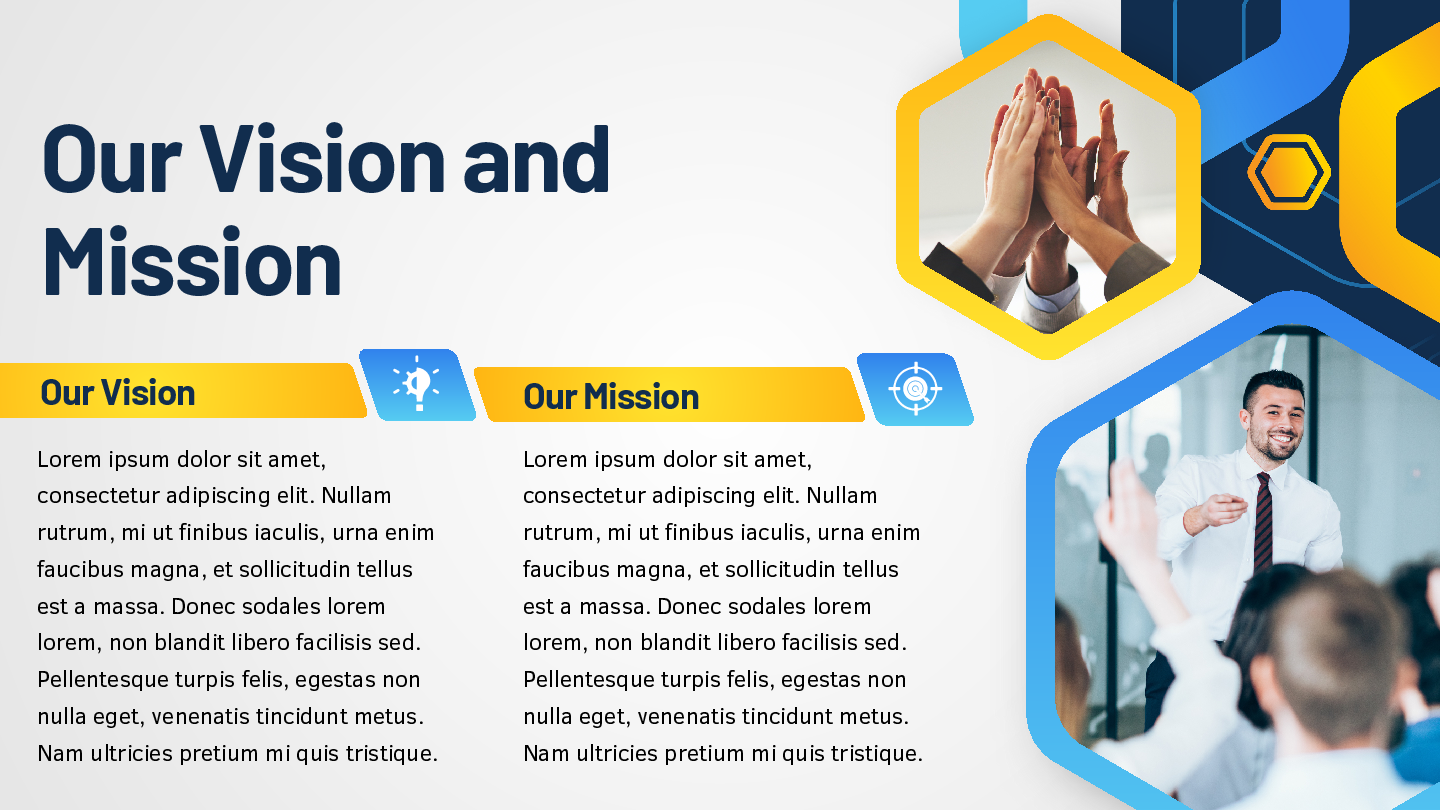 Our Vision and
Mission
Our Vision
Lorem ipsum dolor sit amet,
consectetur adipiscing elit. Nullam
rutrum, mi ut finibus iaculis, urna enim
faucibus magna, et sollicitudin tellus
est a massa. Donec sodales lorem
lorem, non blandit libero facilisis sed.
Pellentesque turpis felis, egestas non
nulla eget, venenatis tincidunt metus.
Nam ultricies pretium mi quis tristique.
Our Mission
Lorem ipsum dolor sit amet,
consectetur adipiscing elit. Nullam
rutrum, mi ut finibus iaculis, urna enim
faucibus magna, et sollicitudin tellus
est a massa. Donec sodales lorem
lorem, non blandit libero facilisis sed.
Pellentesque turpis felis, egestas non
nulla eget, venenatis tincidunt metus.
Nam ultricies pretium mi quis tristique.